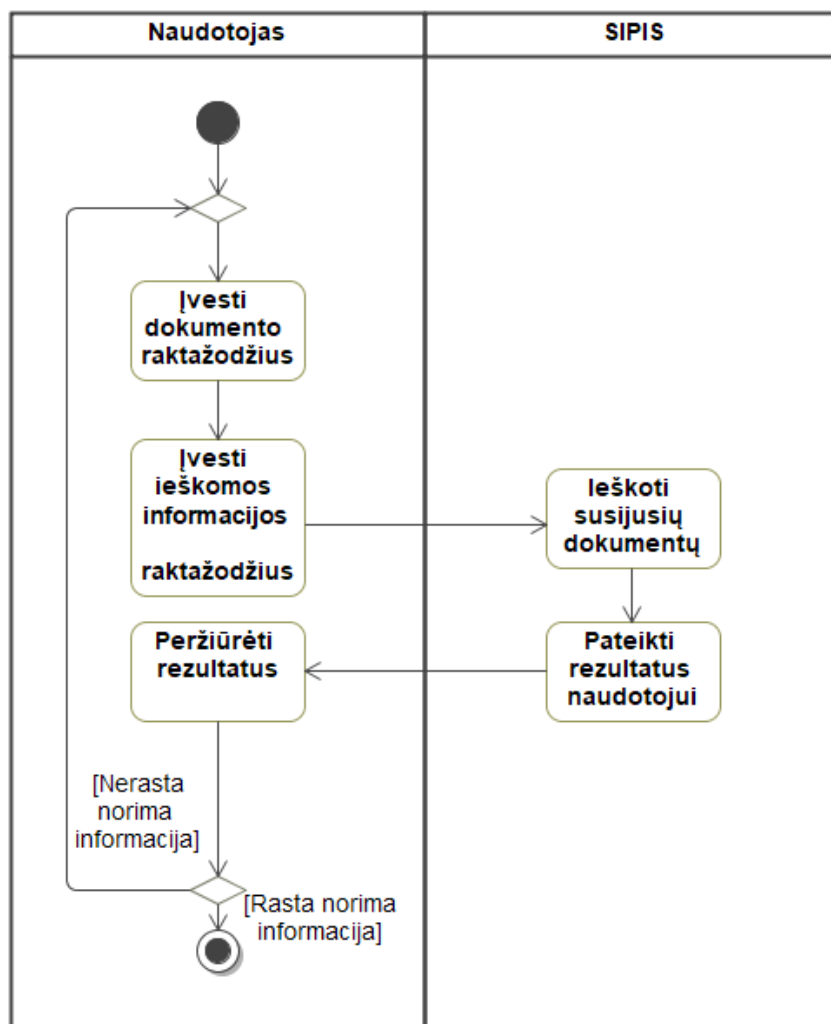 Naudotojas
SIPIS
Įvesti
dokumento
raktažodžius
Įvesti
ieškomos
informacijos
raktažodžius
Ieškoti
susijusių
dokumentų
Peržiūrėti
rezultatus
Pateikti
rezultatus
naudotojui
[Nerasta
norima
informacija]
[Rasta norima
informacija]